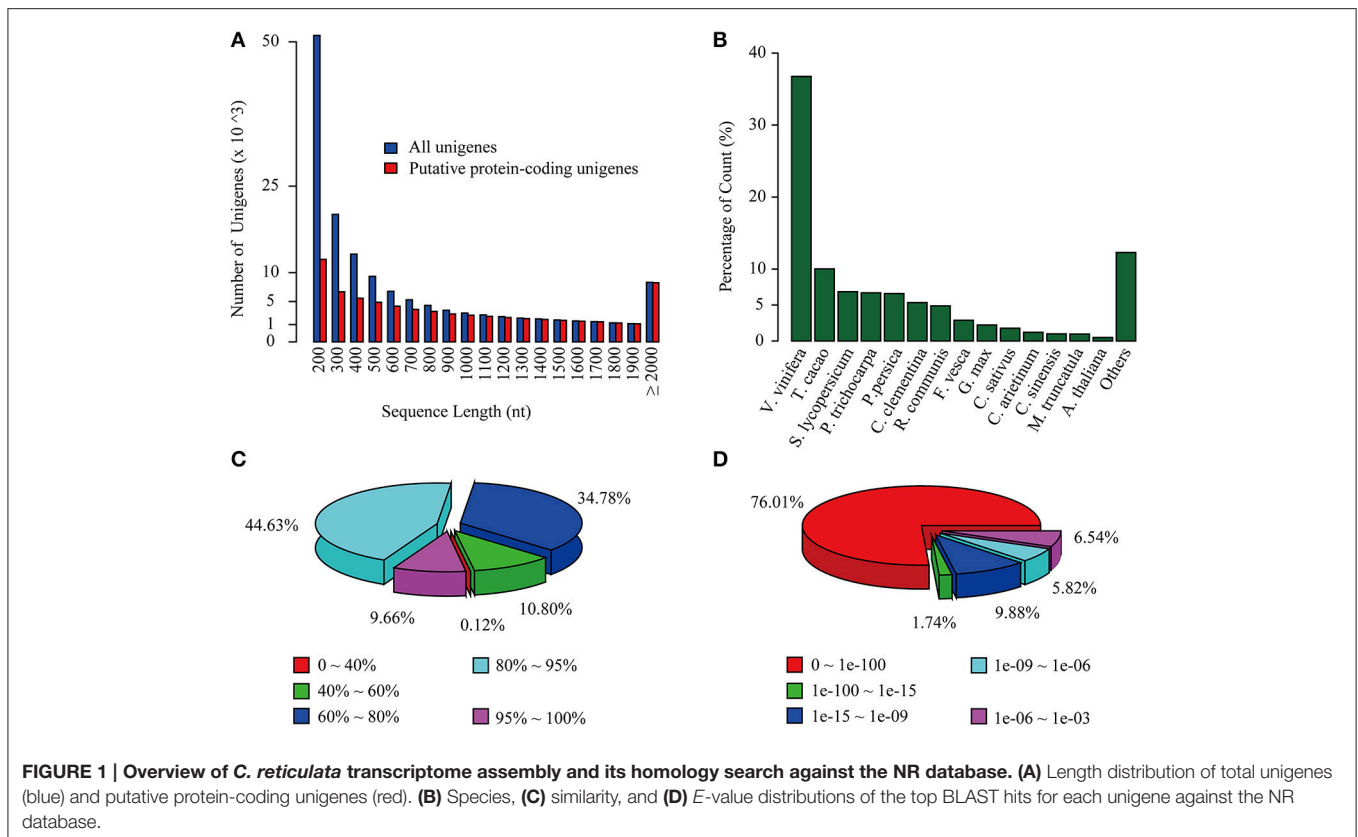 A
50
25
10
5
1
0
Number of Unigenes (x 10 ^3)
All unigenes
Putative protein-coding unigenes
200
300
400
500
600
700
800
900
1000
1100
1200
1300
1400
1500
1600
1700
1800
1900
≥ 2000
Sequence Length (nt)
B
40
30
20
10
5
0
Percentage of Count (%)
V. vinifera
T. cacao
S. lycopersicum
P. trichocarpa
P.persica
C. clementina
R. communis
F. vesca
G. max
C. sativus
C. arietinum
C. sinensis
M. truncatula
A. thaliana
Others
C
44.63%
34.78%
9.66%
0.12%
10.80%
0 ~ 40%
40% ~ 60%
60% ~ 80%
80% ~ 95%
95% ~ 100%
D
76.01%
6.54%
5.82%
9.88%
1.74%
0 ~ 1e-100
1e-100 ~ 1e-15
1e-15 ~ 1e-09
1e-09 ~ 1e-06
1e-06 ~ 1e-03
FIGURE 1 | Overview of C. reticulata transcriptome assembly and its homology search against the NR database. (A) Length distribution of total unigenes
(blue) and putative protein-coding unigenes (red). (B) Species, (C) similarity, and (D) E-value distributions of the top BLAST hits for each unigene against the NR
database.